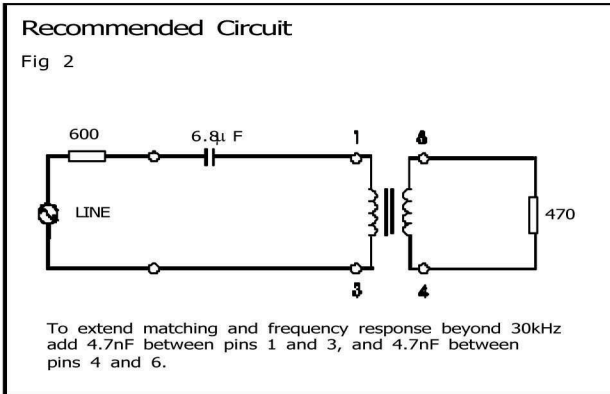 Recommended Circuit
Fig 2
600
6.8µ F
1
6
LINE
470
3
4
To extend matching and frequency response beyond 30kHz
add 4.7nF between pins 1 and 3, and 4.7nF between
pins 4 and 6.